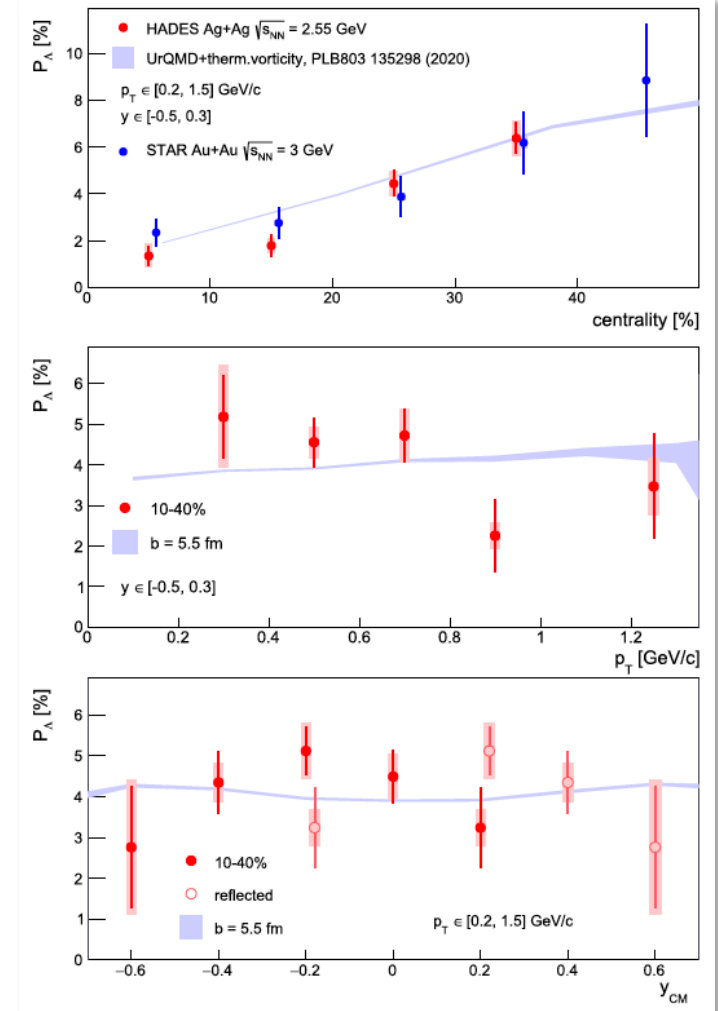 P_Λ [%]
HADES Ag+Ag √s_NN = 2.55 GeV
UrQMD+therm.vorticity, PLB803 135298 (2020)
p_T ∈ [0.2, 1.5] GeV/c
y ∈ [-0.5, 0.3]
STAR Au+Au √s_NN = 3 GeV
10
8
6
4
2
0
0 10 20 30 40
centrality [%]
P_Λ [%]
6
5
4
3
2
1
0
10-40%
b = 5.5 fm
y ∈ [-0.5, 0.3]
0 0.2 0.4 0.6 0.8 1 1.2
p_T [GeV/c]
P_Λ [%]
6
5
4
3
2
1
0
10-40%
reflected
b = 5.5 fm
p_T ∈ [0.2, 1.5] GeV/c
−0.6 −0.4 −0.2 0 0.2 0.4 0.6
y_CM